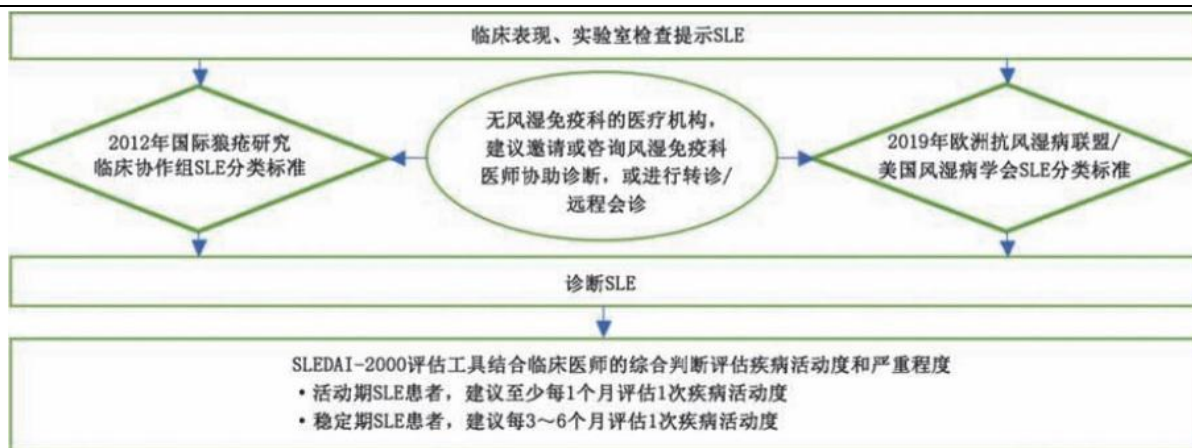 临床表现、实验室检查提示SLE
2012年国际狼疮研究
临床协作组SLE分类标准
无风湿免疫科的医疗机构，
建议邀请或咨询风湿免疫科
医师协助诊断，或进行转诊/
远程会诊
2019年欧洲抗风湿病联盟/
美国风湿病学会SLE分类标准
诊断SLE
SLEDAI-2000评估工具结合临床医师的综合判断评估疾病活动度和严重程度
・活动期SLE患者，建议至少每1个月评估1次疾病活动度
・稳定期SLE患者，建议每3～6个月评估1次疾病活动度